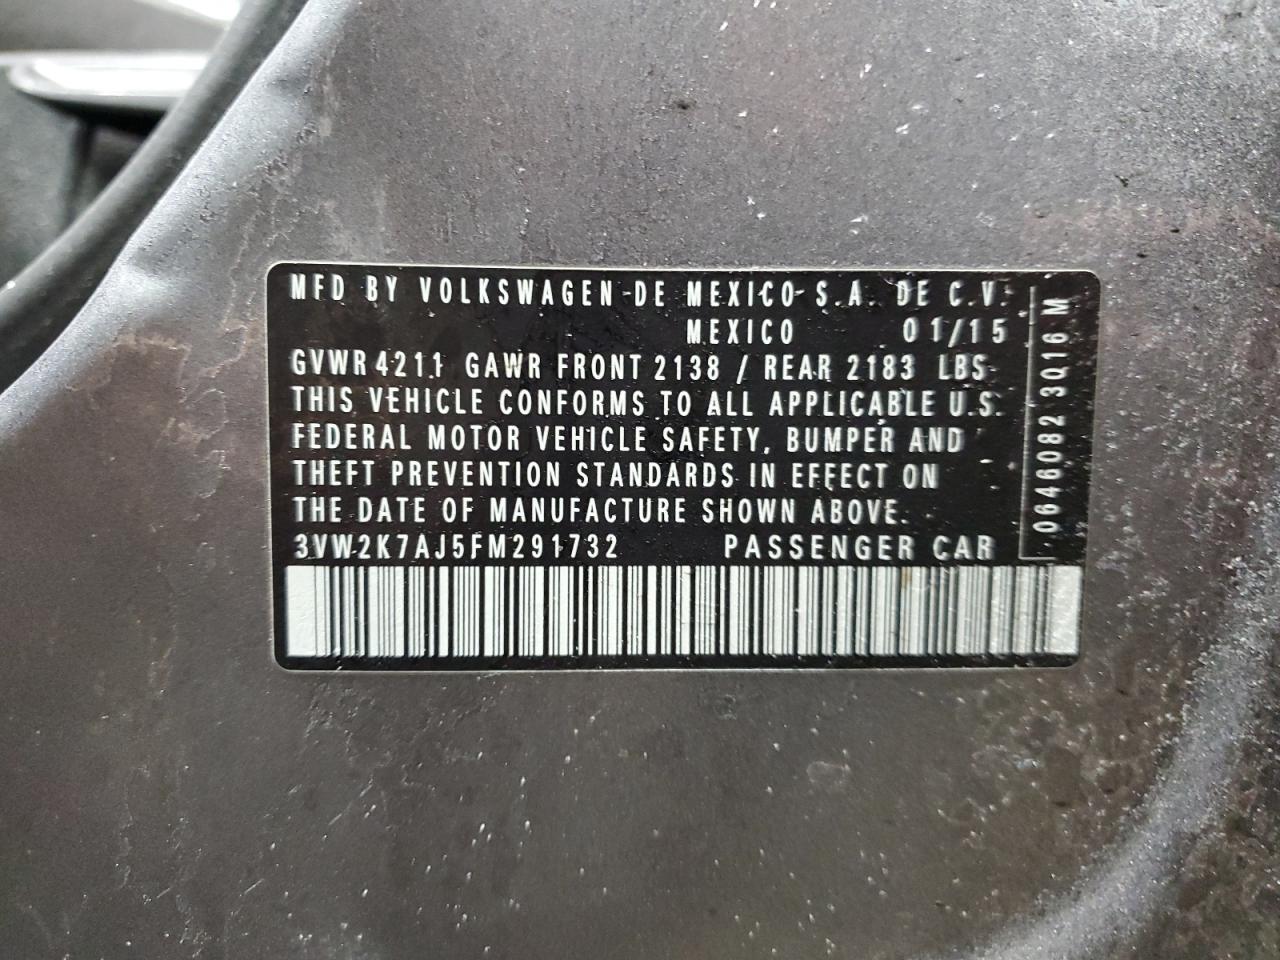 MFD BY VOLKSWAGEN DE MEXICO S.A. DE C.V.
MEXICO 01/15
GVWR 4211 GAWR FRONT 2138 / REAR 2183 LBS
THIS VEHICLE CONFORMS TO ALL APPLICABLE U.S.
FEDERAL MOTOR VEHICLE SAFETY, BUMPER AND
THEFT PREVENTION STANDARDS IN EFFECT ON
THE DATE OF MANUFACTURE SHOWN ABOVE.
3VW2K7AJ5FM291732 PASSENGER CAR
0646082 3Q16 M